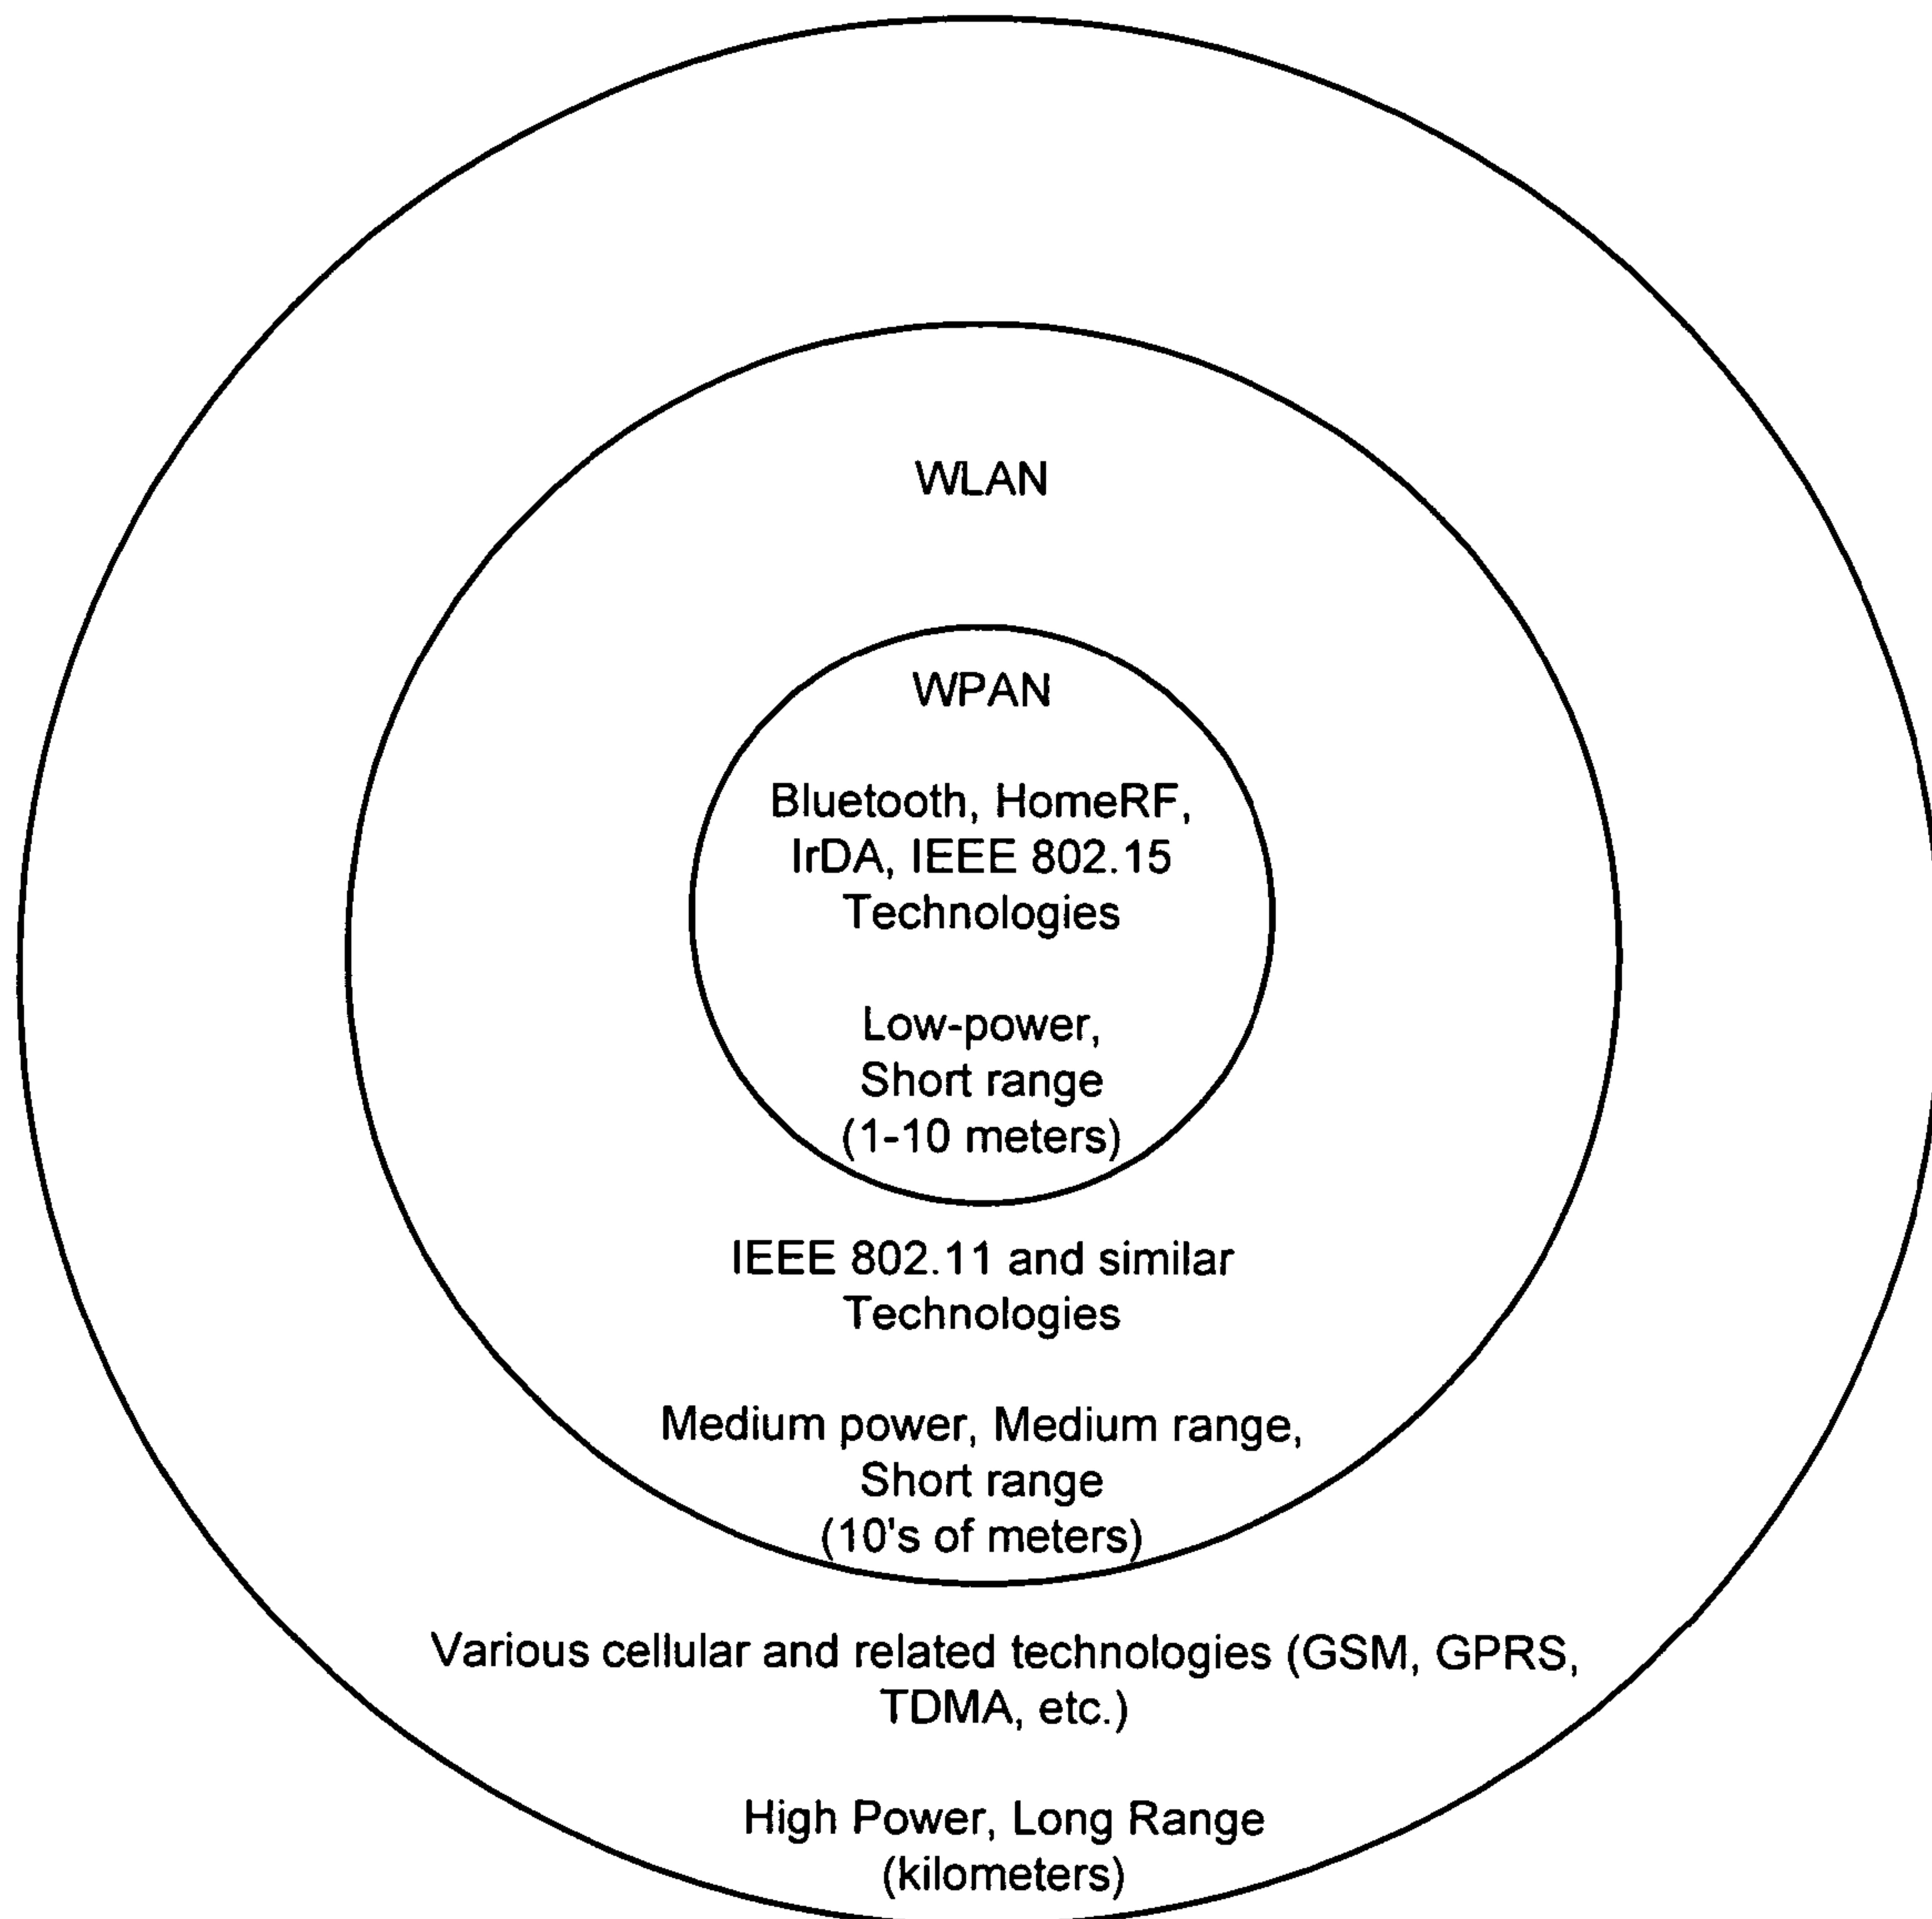 WLAN
WPAN
Bluetooth, HomeRF,
IrDA, IEEE 802.15
Technologies
Low-power,
Short range
(1-10 meters)
IEEE 802.11 and similar
Technologies
Medium power, Medium range,
Short range
(10's of meters)
Various cellular and related technologies (GSM, GPRS,
TDMA, etc.)
High Power, Long Range
(kilometers)